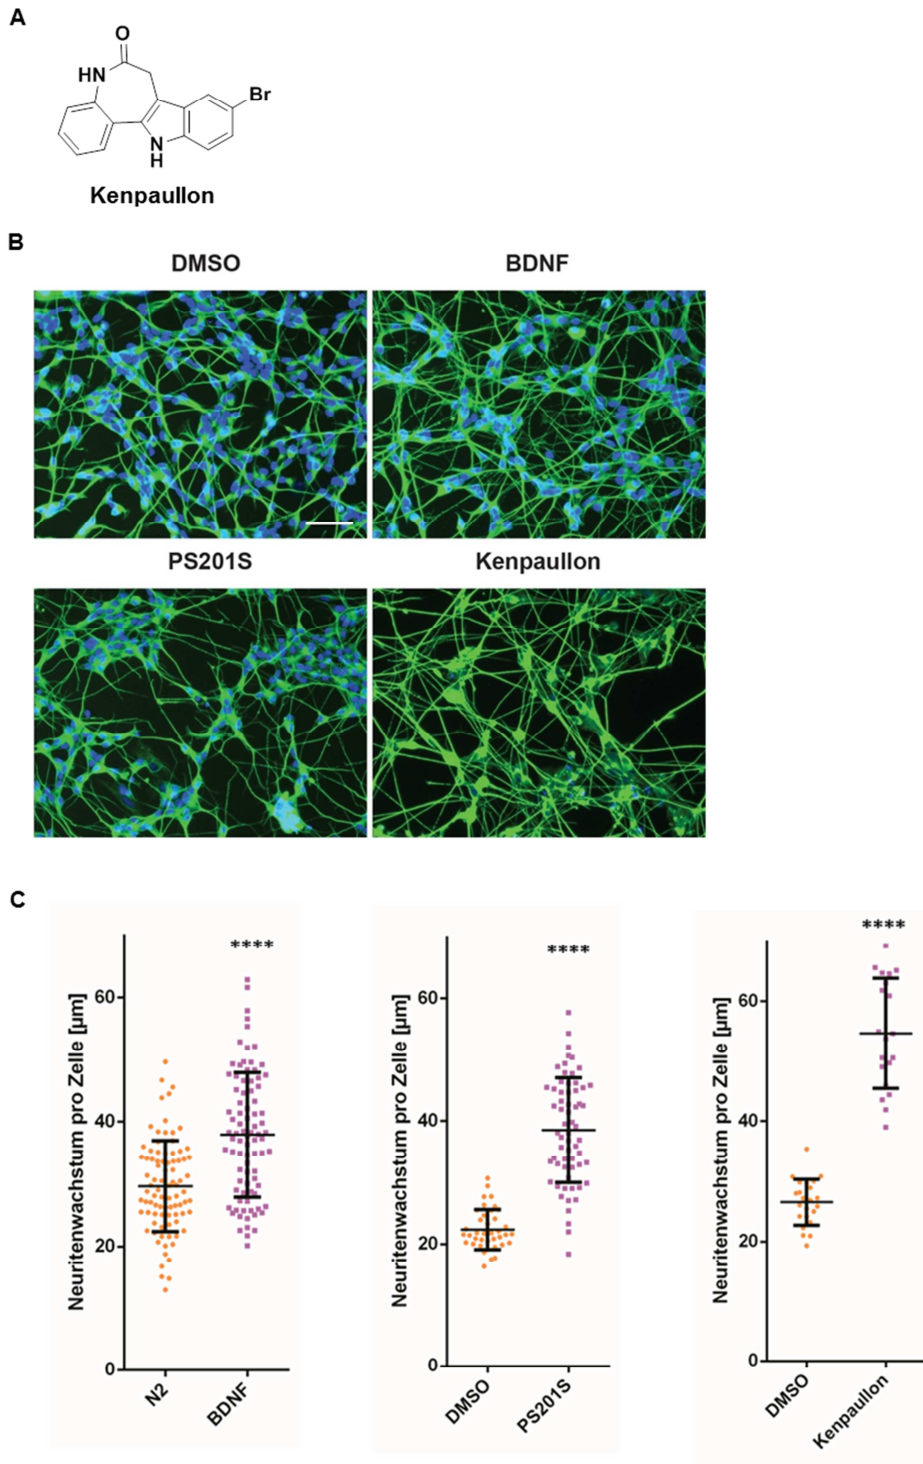 A
O
HN
Br
N
H
Kenpaullon
B
DMSO
BDNF
PS201S
Kenpaullon
C
Neuritenwachstum pro Zelle [µm]
60
40
20
0
****
N2
BDNF
Neuritenwachstum pro Zelle [µm]
60
40
20
0
****
DMSO
PS201S
Neuritenwachstum pro Zelle [µm]
60
40
20
0
****
DMSO
Kenpaullon